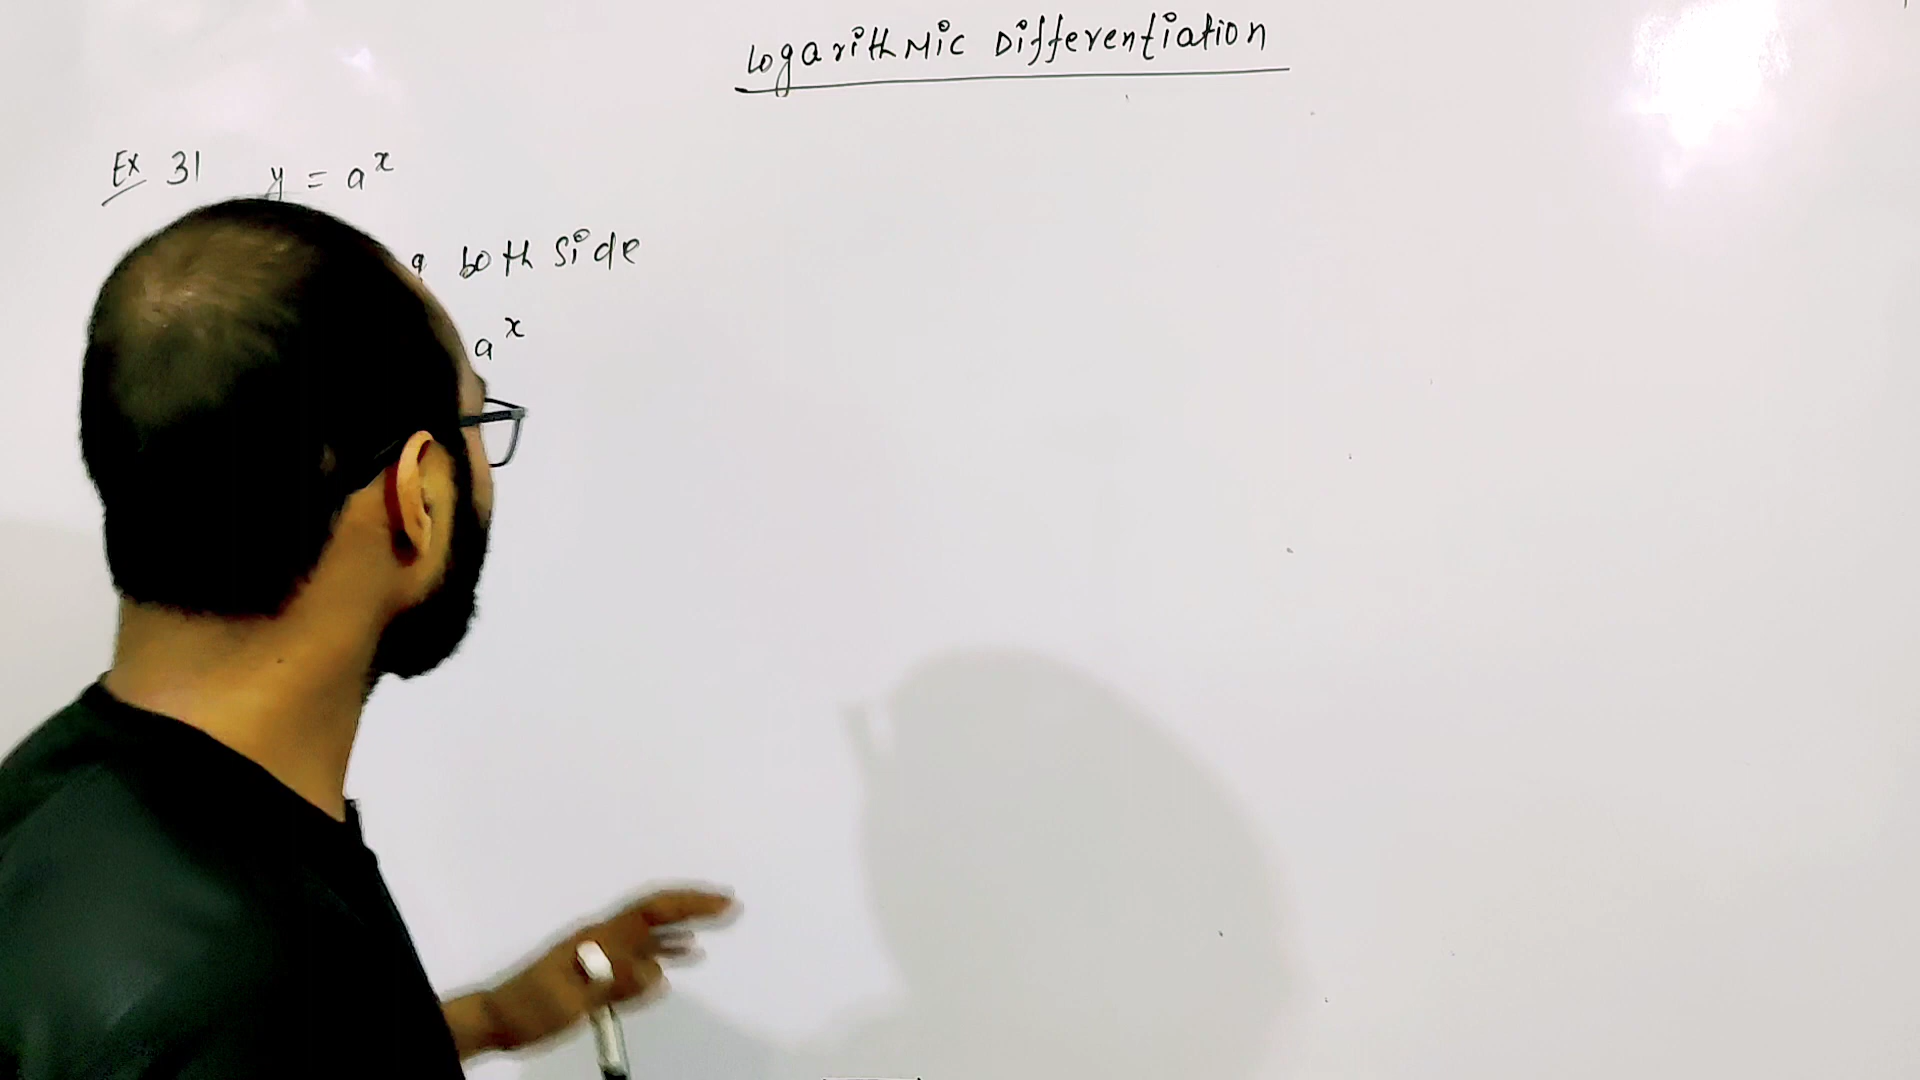 Logarithmic Differentiation
Ex 31 y = a^x
both side
a^x